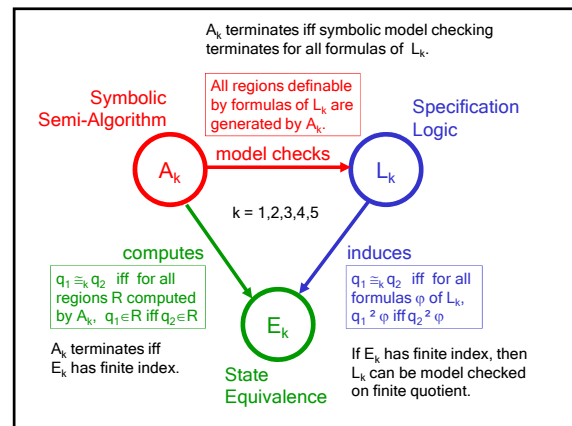 A_k terminates iff symbolic model checking
terminates for all formulas of L_k.
Symbolic
Semi-Algorithm
All regions definable
by formulas of L_k are
generated by A_k.
Specification
Logic
A_k
model checks
L_k
k = 1,2,3,4,5
computes
induces
q_1 ≅_k q_2 iff for all
regions R computed
by A_k, q_1∈R iff q_2∈R
q_1 ≅_k q_2 iff for all
formulas φ of L_k,
q_1 ² φ iff q_2 ² φ
E_k
A_k terminates iff
E_k has finite index.
State
Equivalence
If E_k has finite index, then
L_k can be model checked
on finite quotient.